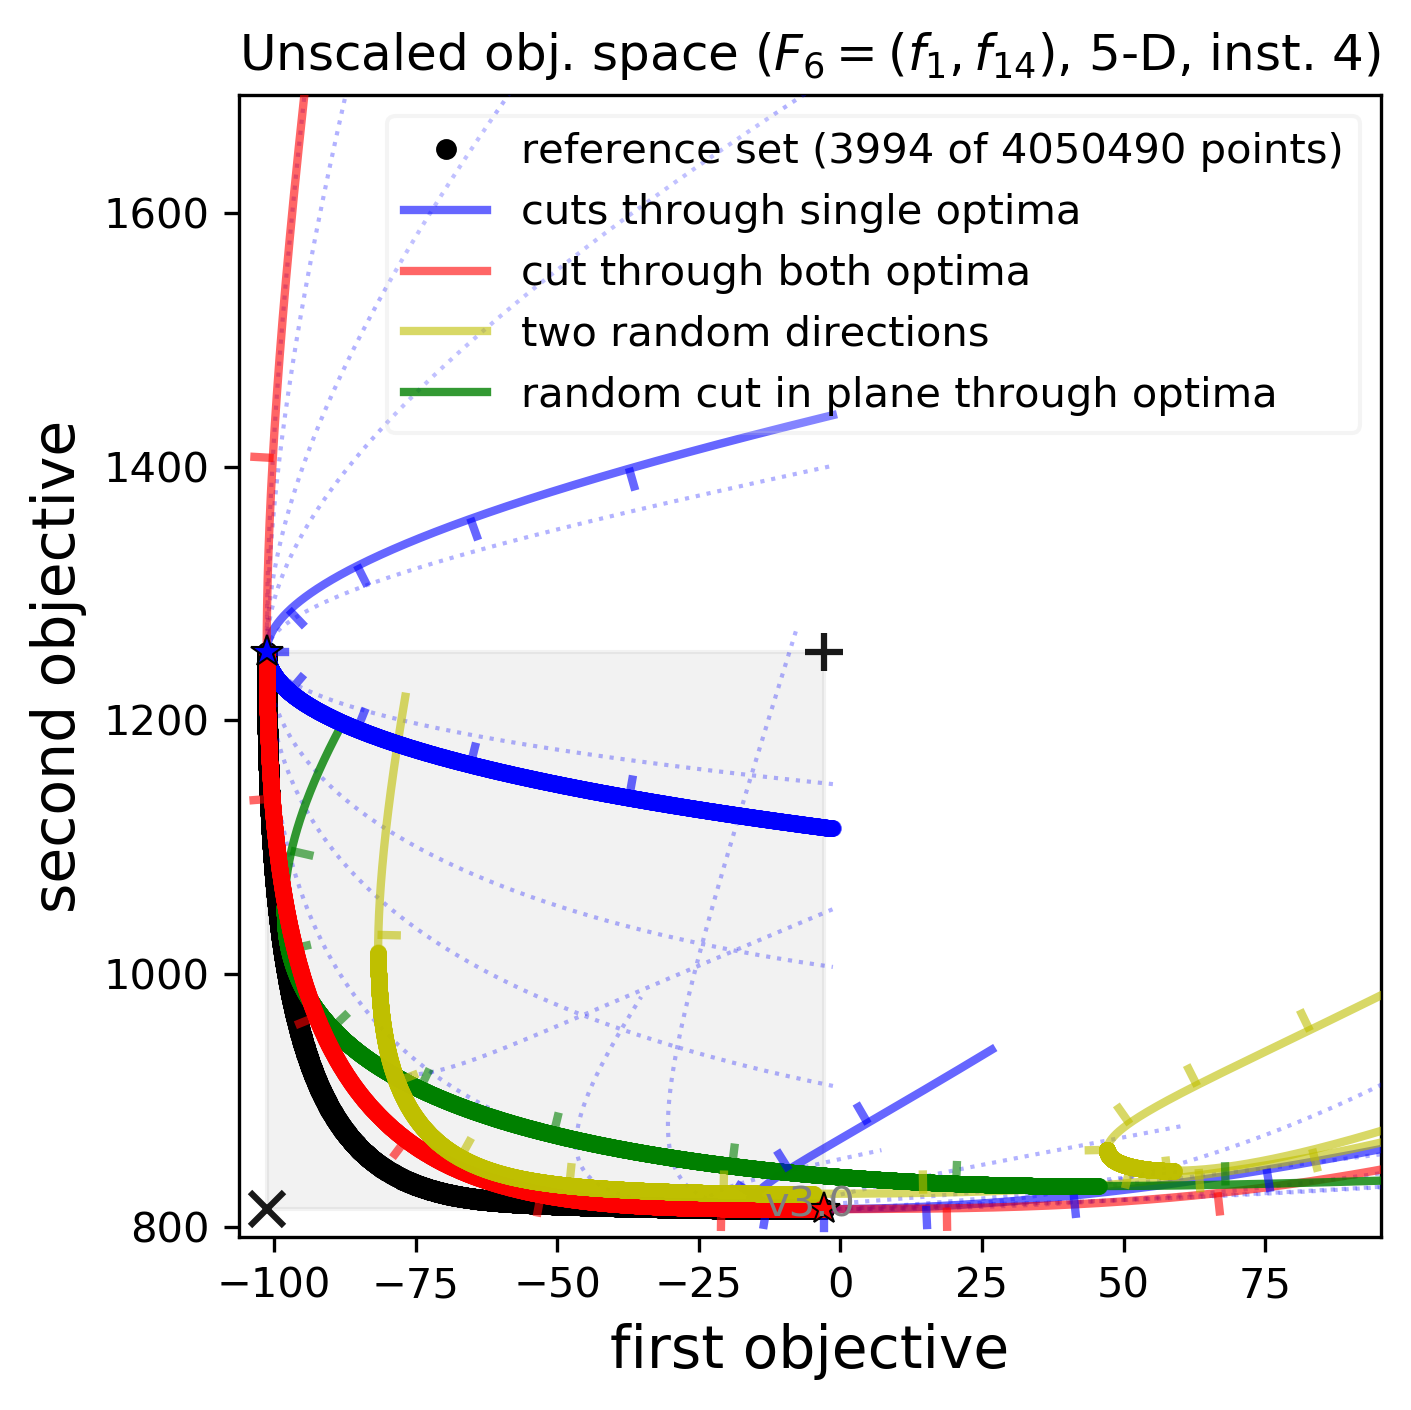 Unscaled obj. space (F₆ = (f₁, f₁₄), 5-D, inst. 4)
reference set (3994 of 4050490 points)
cuts through single optima
cut through both optima
two random directions
random cut in plane through optima
second objective
1600
1400
1200
1000
800
v3.0
−100
−75
−50
−25
0
25
50
75
first objective